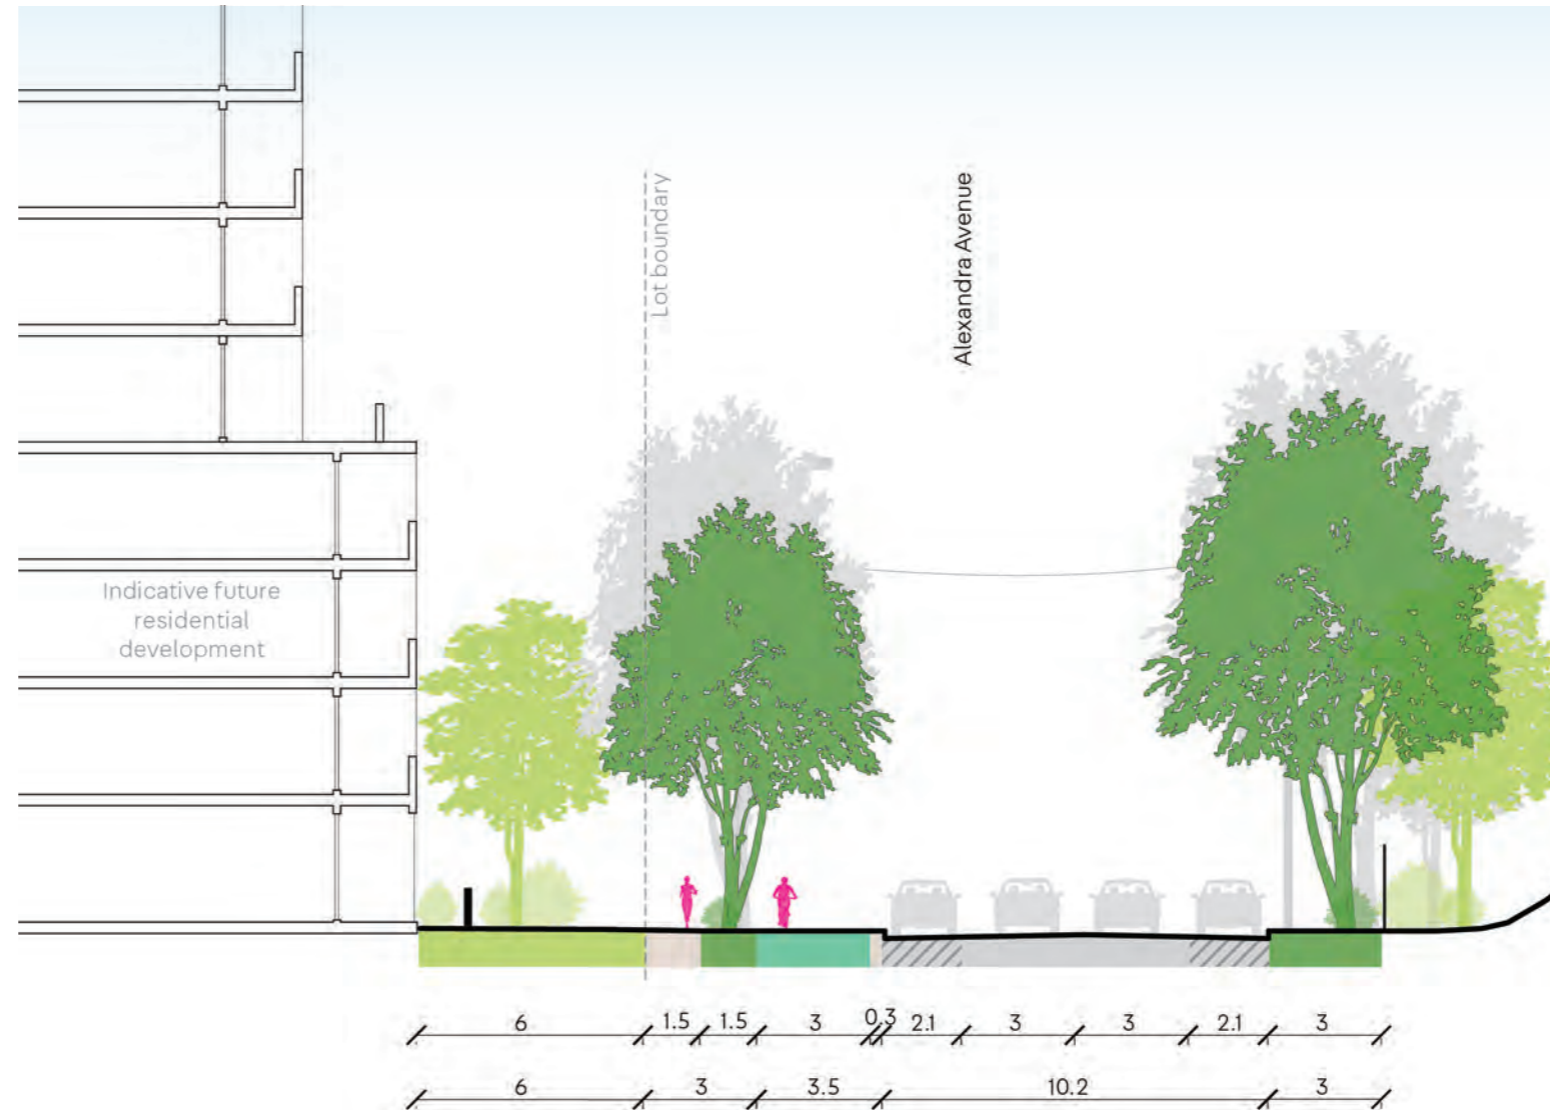 Lot boundary
Alexandra Avenue
Indicative future
residential
development
6 1.5 1.5 3 0.3 2.1 3 3 2.1 3
6 3 3.5 10.2 3